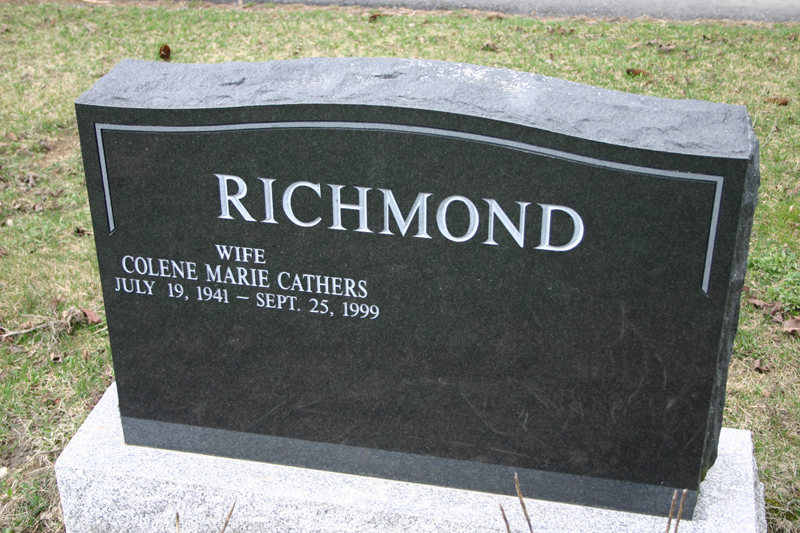 RICHMOND
WIFE
COLENE MARIE CATHERS
JULY 19, 1941 – SEPT. 25, 1999